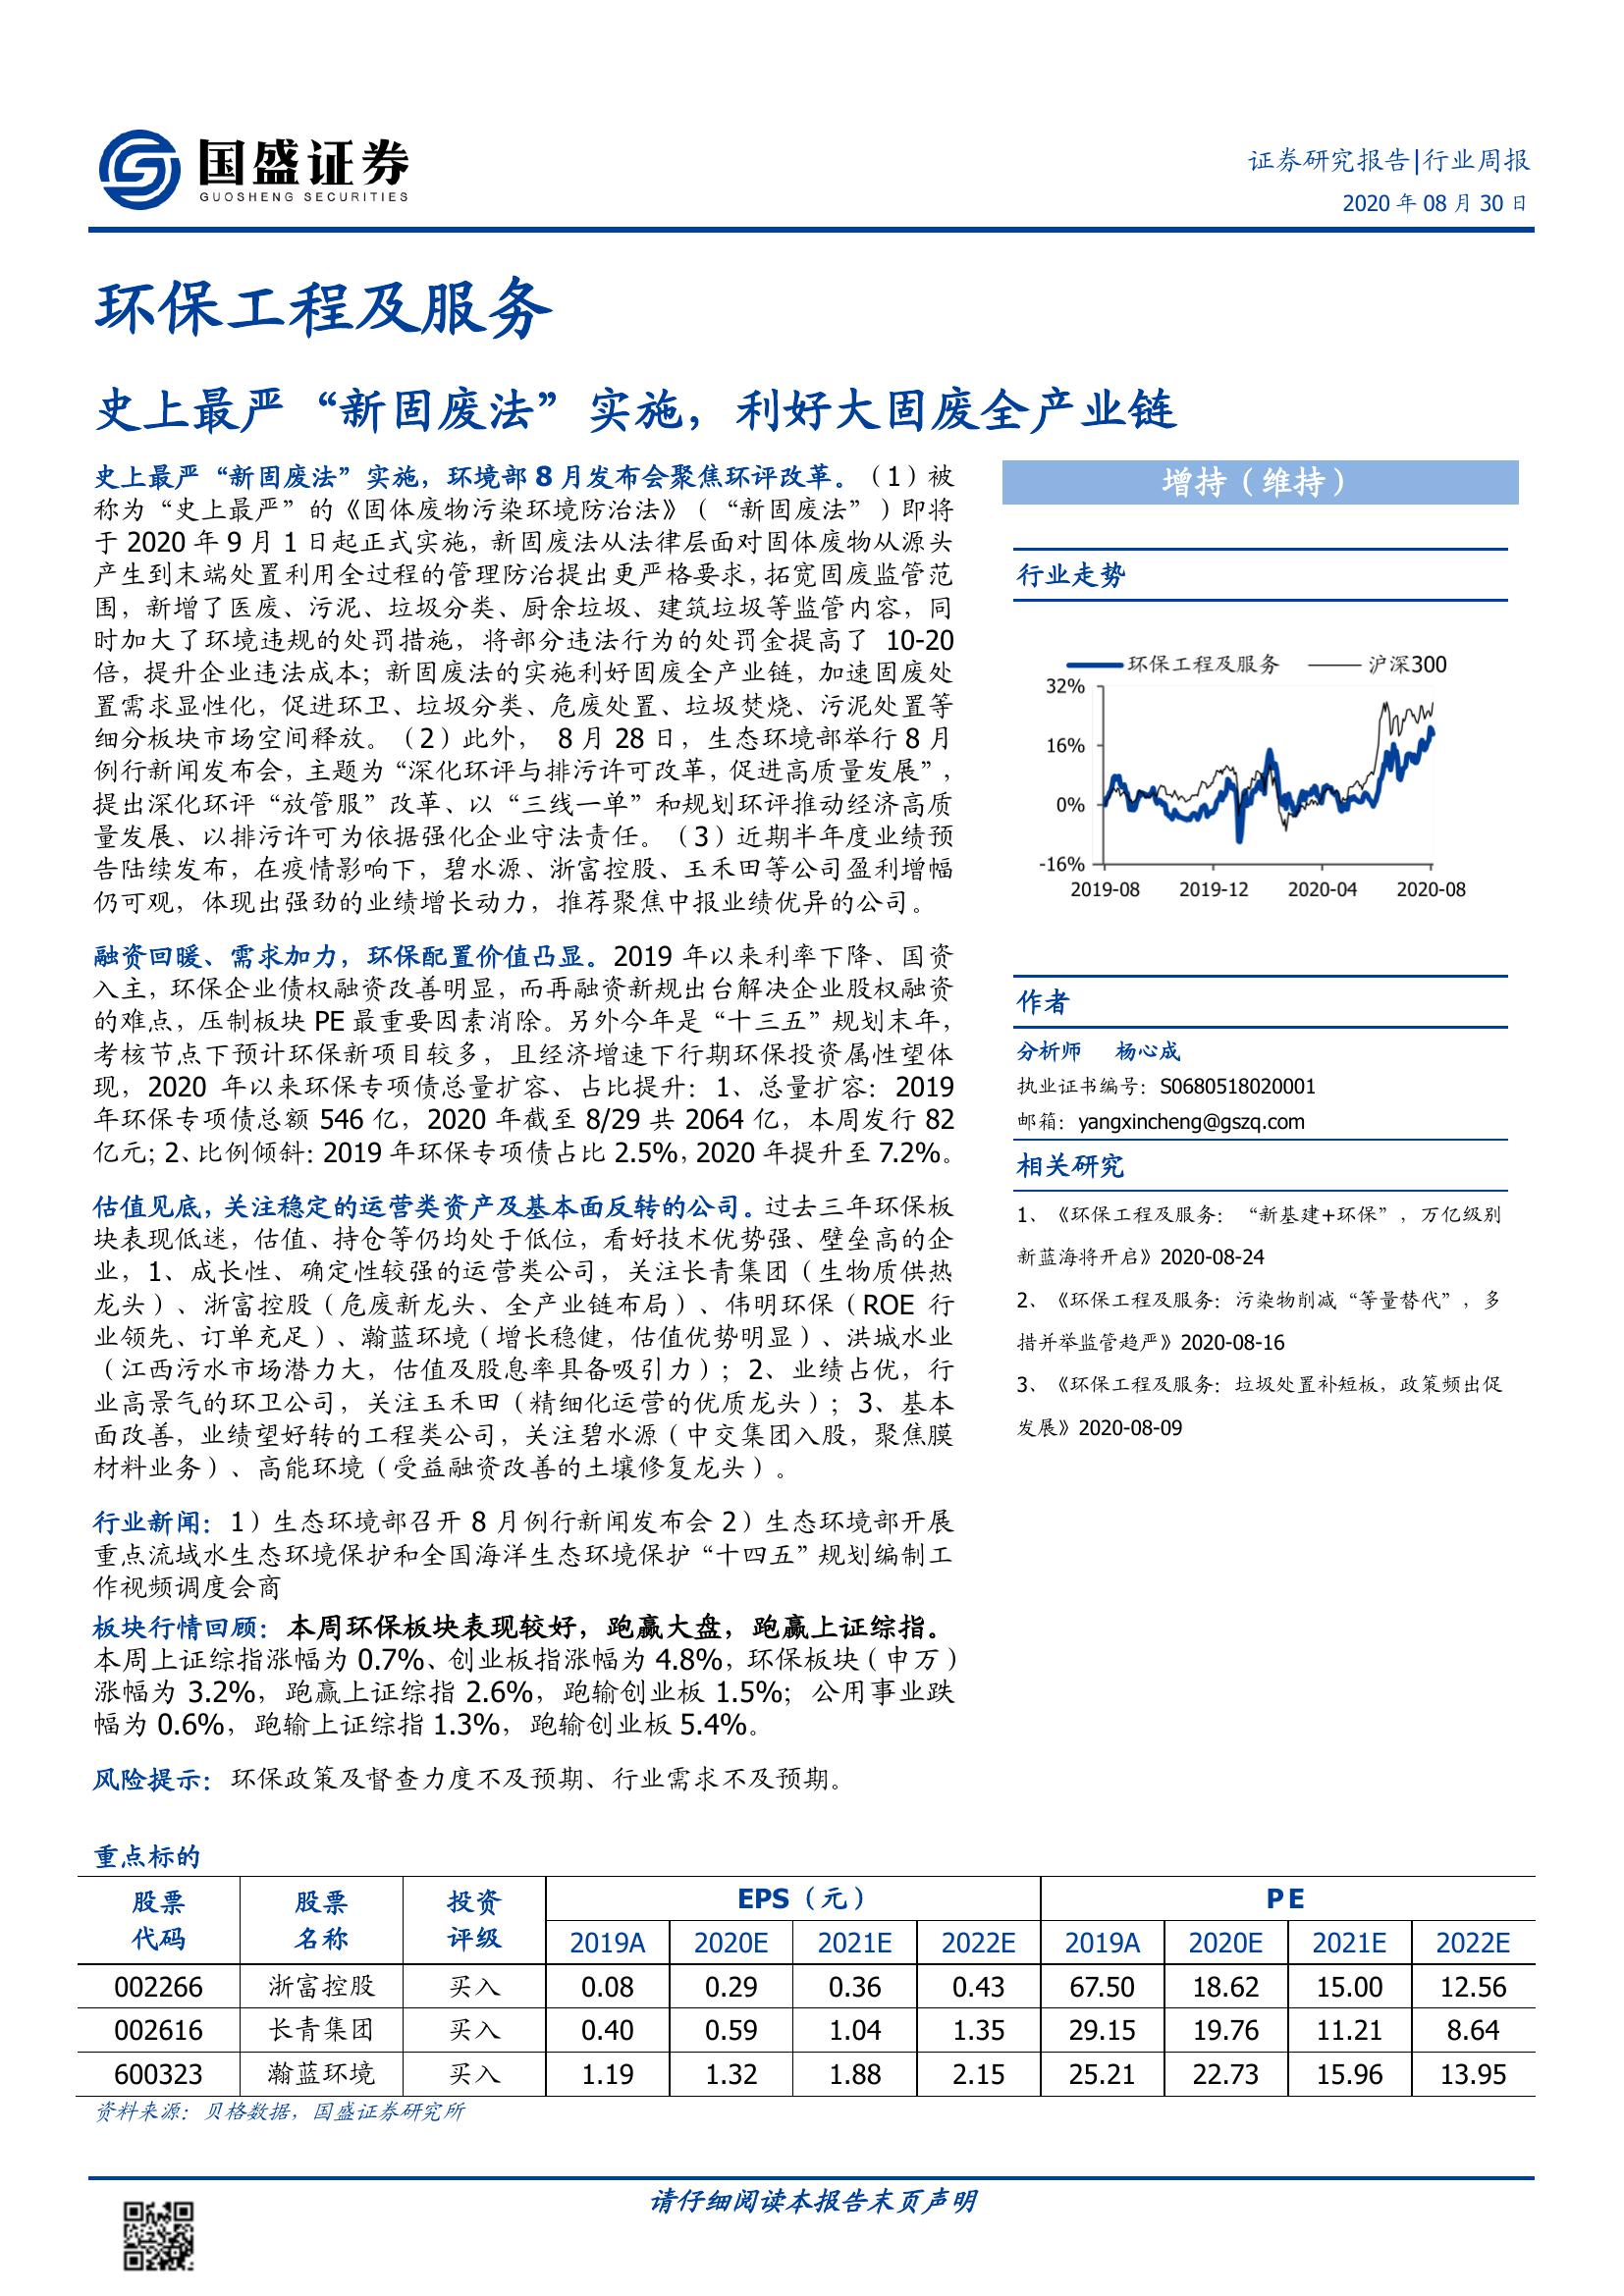 国盛证券
GUOSHENG SECURITIES
证券研究报告|行业周报
2020 年 08 月 30 日
环保工程及服务
史上最严“新固废法”实施，利好大固废全产业链
史上最严“新固废法”实施，环境部 8 月发布会聚焦环评改革。（1）被
称为“史上最严”的《固体废物污染环境防治法》（“新固废法”）即将
于 2020 年 9 月 1 日起正式实施，新固废法从法律层面对固体废物从源头
产生到末端处置利用全过程的管理防治提出更严格要求，拓宽固废监管范
围，新增了医废、污泥、垃圾分类、厨余垃圾、建筑垃圾等监管内容，同
时加大了环境违规的处罚措施，将部分违法行为的处罚金提高了 10-20
倍，提升企业违法成本；新固废法的实施利好固废全产业链，加速固废处
置需求显性化，促进环卫、垃圾分类、危废处置、垃圾焚烧、污泥处置等
细分板块市场空间释放。（2）此外， 8 月 28 日，生态环境部举行 8 月
例行新闻发布会，主题为“深化环评与排污许可改革，促进高质量发展”，
提出深化环评“放管服”改革、以“三线一单”和规划环评推动经济高质
量发展、以排污许可为依据强化企业守法责任。（3）近期半年度业绩预
告陆续发布，在疫情影响下，碧水源、浙富控股、玉禾田等公司盈利增幅
仍可观，体现出强劲的业绩增长动力，推荐聚焦中报业绩优异的公司。
融资回暖、需求加力，环保配置价值凸显。2019 年以来利率下降、国资
入主，环保企业债权融资改善明显，而再融资新规出台解决企业股权融资
的难点，压制板块 PE 最重要因素消除。另外今年是“十三五”规划末年，
考核节点下预计环保新项目较多，且经济增速下行期环保投资属性望体
现，2020 年以来环保专项债总量扩容、占比提升：1、总量扩容：2019
年环保专项债总额 546 亿，2020 年截至 8/29 共 2064 亿，本周发行 82
亿元；2、比例倾斜：2019 年环保专项债占比 2.5%，2020 年提升至 7.2%。
估值见底，关注稳定的运营类资产及基本面反转的公司。过去三年环保板
块表现低迷，估值、持仓等仍均处于低位，看好技术优势强、壁垒高的企
业，1、成长性、确定性较强的运营类公司，关注长青集团（生物质供热
龙头）、浙富控股（危废新龙头、全产业链布局）、伟明环保（ROE 行
业领先、订单充足）、瀚蓝环境（增长稳健，估值优势明显）、洪城水业
（江西污水市场潜力大，估值及股息率具备吸引力）；2、业绩占优，行
业高景气的环卫公司，关注玉禾田（精细化运营的优质龙头）；3、基本
面改善，业绩望好转的工程类公司，关注碧水源（中交集团入股，聚焦膜
材料业务）、高能环境（受益融资改善的土壤修复龙头）。
行业新闻：1）生态环境部召开 8 月例行新闻发布会 2）生态环境部开展
重点流域水生态环境保护和全国海洋生态环境保护“十四五”规划编制工
作视频调度会商
板块行情回顾：本周环保板块表现较好，跑赢大盘，跑赢上证综指。
本周上证综指涨幅为 0.7%、创业板指涨幅为 4.8%，环保板块（申万）
涨幅为 3.2%，跑赢上证综指 2.6%，跑输创业板 1.5%；公用事业跌
幅为 0.6%，跑输上证综指 1.3%，跑输创业板 5.4%。
风险提示：环保政策及督查力度不及预期、行业需求不及预期。
增持（维持）
行业走势
环保工程及服务 沪深300
32%
16%
0%
-16%
2019-08 2019-12 2020-04 2020-08
作者
分析师 杨心成
执业证书编号：S0680518020001
邮箱：yangxincheng@gszq.com
相关研究
1、《环保工程及服务：“新基建+环保”，万亿级别
新蓝海将开启》2020-08-24
2、《环保工程及服务：污染物削减“等量替代”，多
措并举监管趋严》2020-08-16
3、《环保工程及服务：垃圾处置补短板，政策频出促
发展》2020-08-09
重点标的
股票 股票 投资 EPS（元） PE
代码 名称 评级 2019A 2020E 2021E 2022E 2019A 2020E 2021E 2022E
002266 浙富控股 买入 0.08 0.29 0.36 0.43 67.50 18.62 15.00 12.56
002616 长青集团 买入 0.40 0.59 1.04 1.35 29.15 19.76 11.21 8.64
600323 瀚蓝环境 买入 1.19 1.32 1.88 2.15 25.21 22.73 15.96 13.95
资料来源：贝格数据，国盛证券研究所
请仔细阅读本报告末页声明